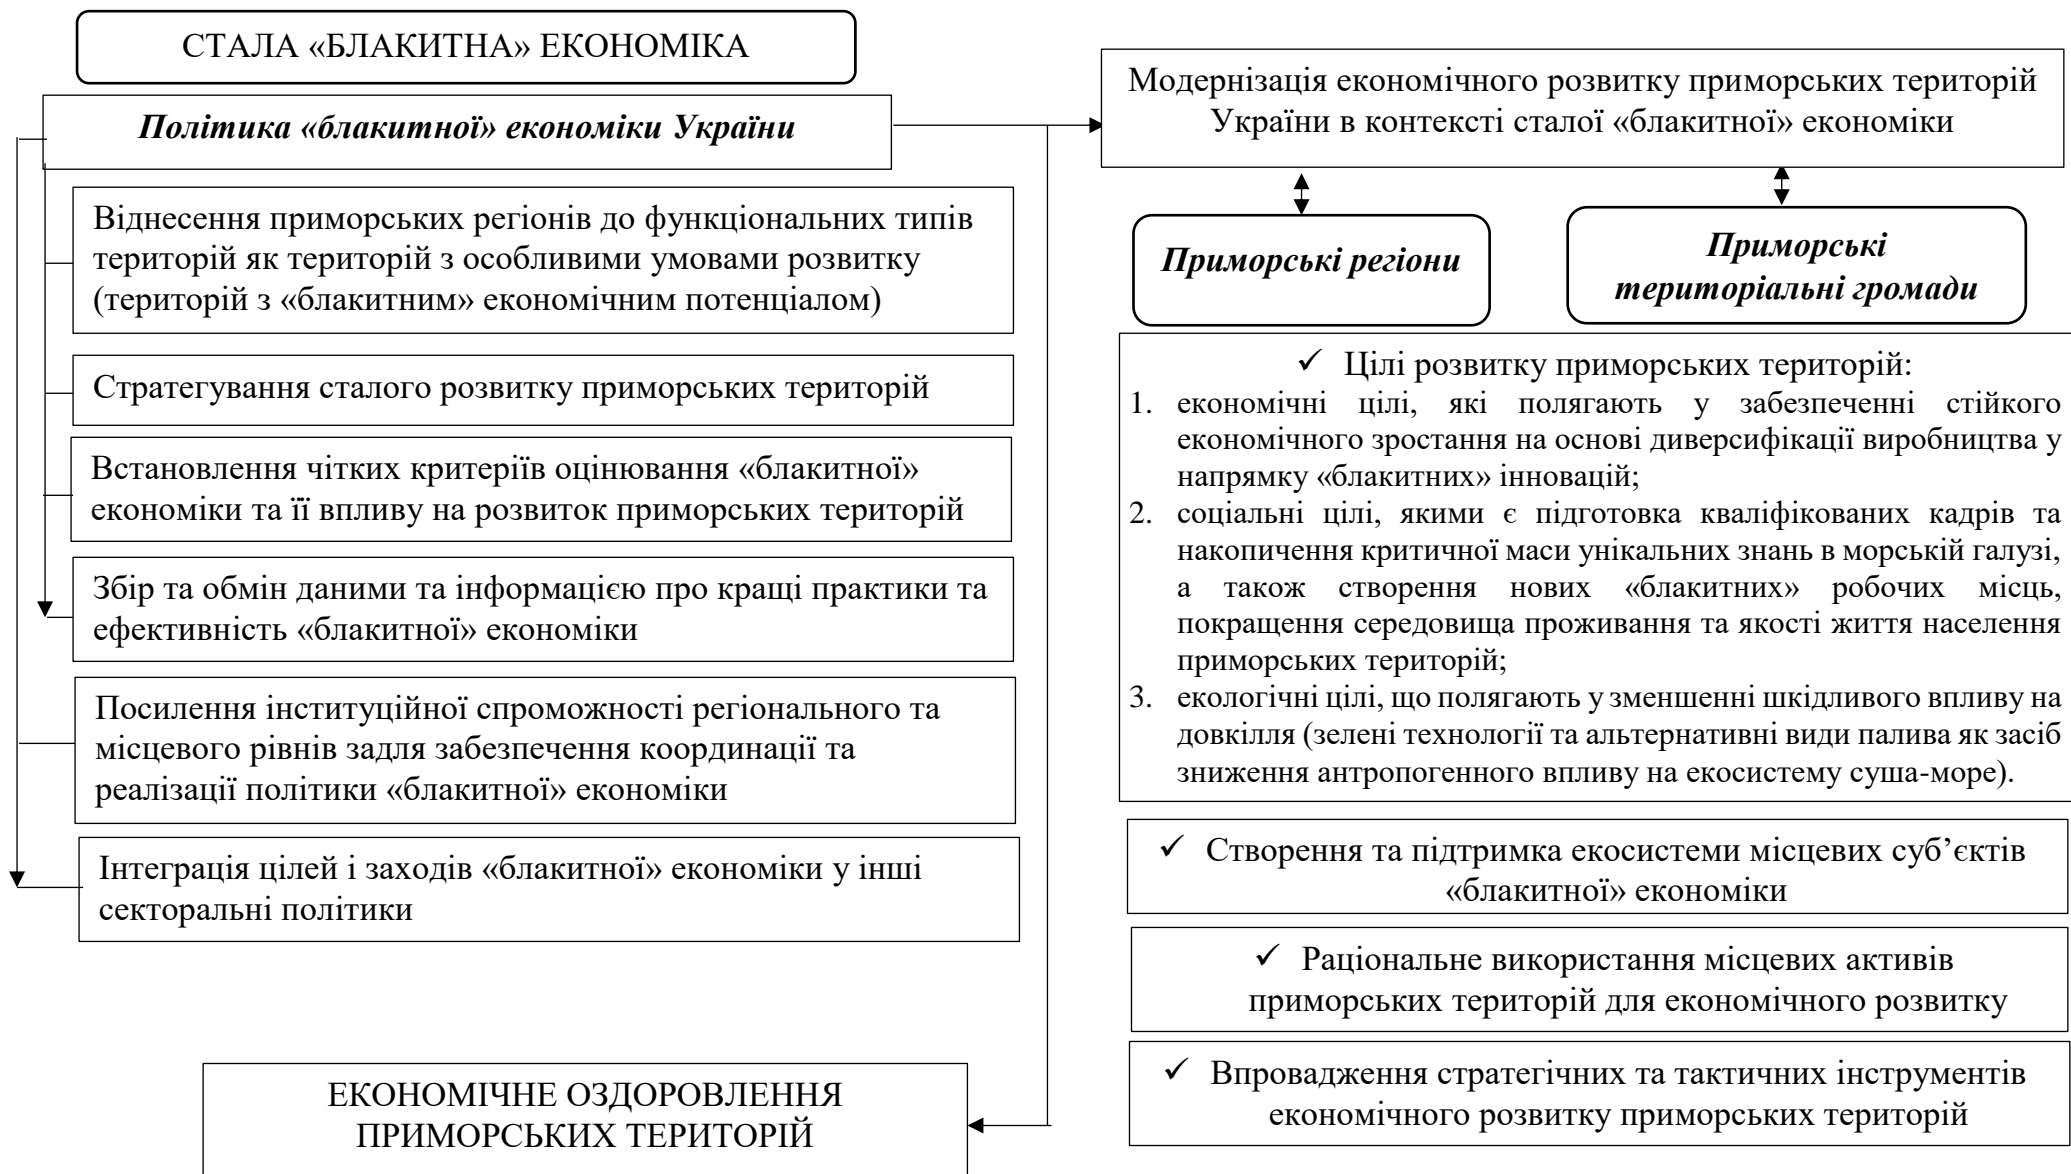 СТАЛА «БЛАКИТНА» ЕКОНОМІКА
Політика «блакитної» економіки України
Віднесення приморських регіонів до функціональних типів
територій як територій з особливими умовами розвитку
(територій з «блакитним» економічним потенціалом)
Стратегування сталого розвитку приморських територій
Встановлення чітких критеріїв оцінювання «блакитної»
економіки та її впливу на розвиток приморських територій
Збір та обмін даними та інформацією про кращі практики та
ефективність «блакитної» економіки
Посилення інституційної спроможності регіонального та
місцевого рівнів задля забезпечення координації та
реалізації політики «блакитної» економіки
Інтеграція цілей і заходів «блакитної» економіки у інші
секторальні політики
ЕКОНОМІЧНЕ ОЗДОРОВЛЕННЯ
ПРИМОРСЬКИХ ТЕРИТОРІЙ
Модернізація економічного розвитку приморських територій
України в контексті сталої «блакитної» економіки
Приморські регіони
Приморські
територіальні громади
✓ Цілі розвитку приморських територій:
1. економічні цілі, які полягають у забезпеченні стійкого
економічного зростання на основі диверсифікації виробництва у
напрямку «блакитних» інновацій;
2. соціальні цілі, якими є підготовка кваліфікованих кадрів та
накопичення критичної маси унікальних знань в морській галузі,
а також створення нових «блакитних» робочих місць,
покращення середовища проживання та якості життя населення
приморських територій;
3. екологічні цілі, що полягають у зменшенні шкідливого впливу на
довкілля (зелені технології та альтернативні види палива як засіб
зниження антропогенного впливу на екосистему суша-море).
✓ Створення та підтримка екосистеми місцевих суб’єктів
«блакитної» економіки
✓ Раціональне використання місцевих активів
приморських територій для економічного розвитку
✓ Впровадження стратегічних та тактичних інструментів
економічного розвитку приморських територій